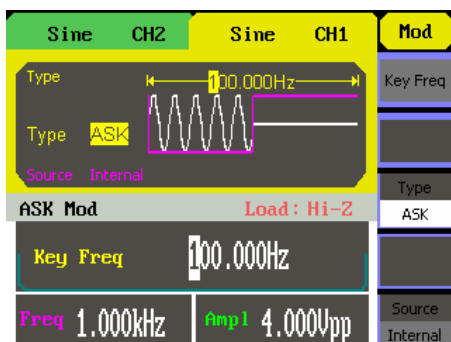 Sine CH2 Sine CH1 Mod
Type
100.000Hz
Key Freq
Type ASK
Source Internal
Type
ASK
ASK Mod Load: Hi-Z
Key Freq 100.000Hz
Freq 1.000kHz Ampl 4.000Vpp
Source
Internal